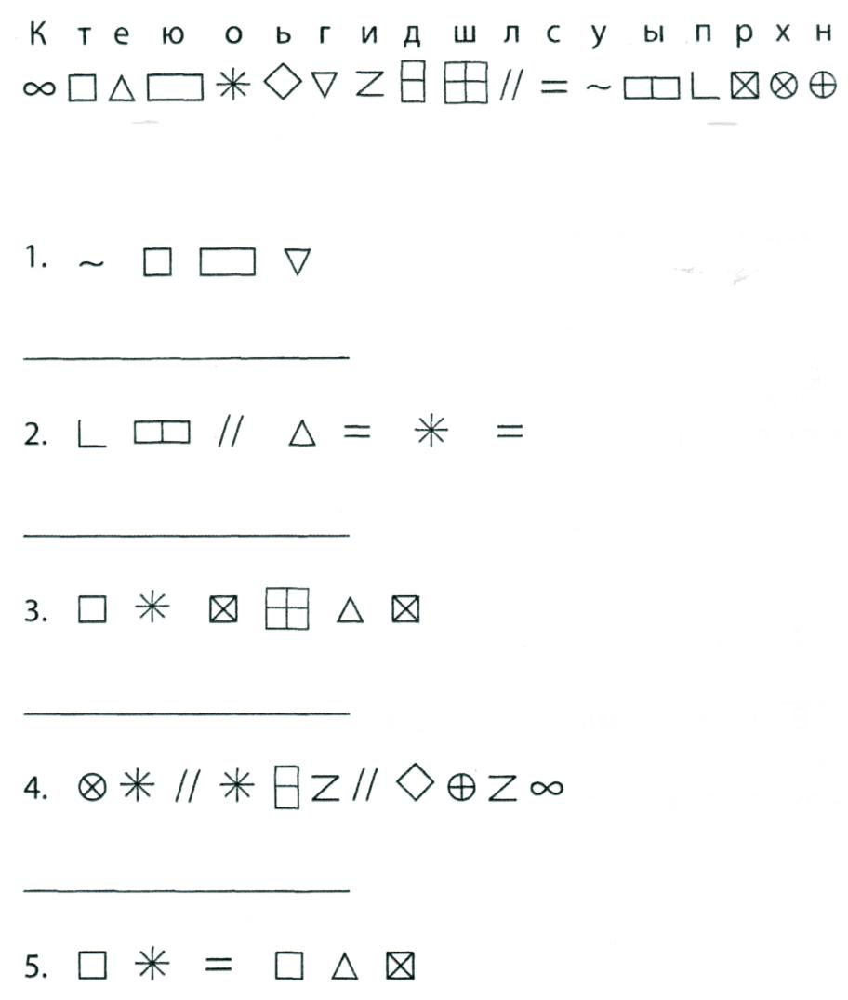 К т е ю о ь г и д ш л с у ы п р х н
∞ □ △ ▭ ✳ ◇ ▽ Z ⊟ ⊞ // = ~ ▭▭ ∟ ⊠ ⊗ ⊕
1. ~ □ ▭ ▽
2. ∟ ▭▭ // △ = ✳ =
3. □ ✳ ⊠ ⊞ △ ⊠
4. ⊗ ✳ // ✳ ⊟ Z // ◇ ⊕ Z ∞
5. □ ✳ = □ △ ⊠